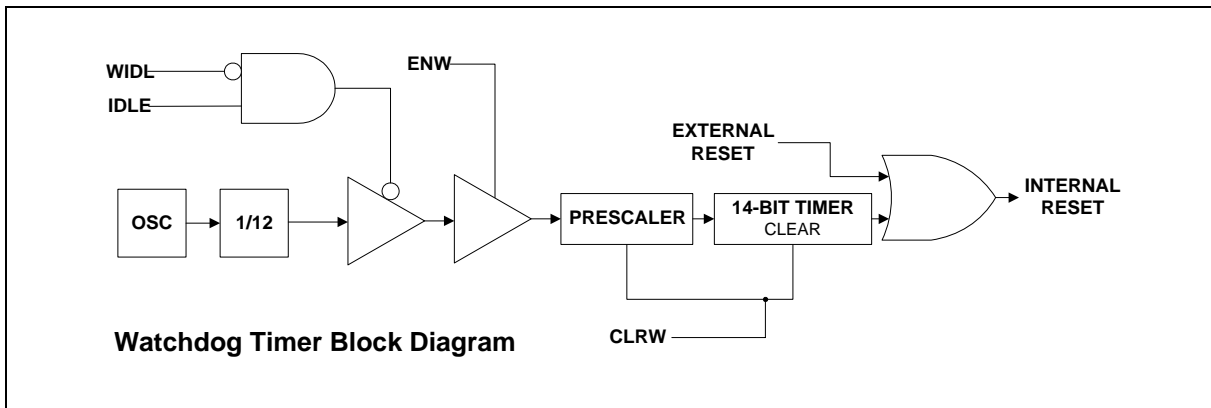 WIDL
IDLE
ENW
EXTERNAL
RESET
OSC
1/12
PRESCALER
14-BIT TIMER
CLEAR
INTERNAL
RESET
CLRW
Watchdog Timer Block Diagram